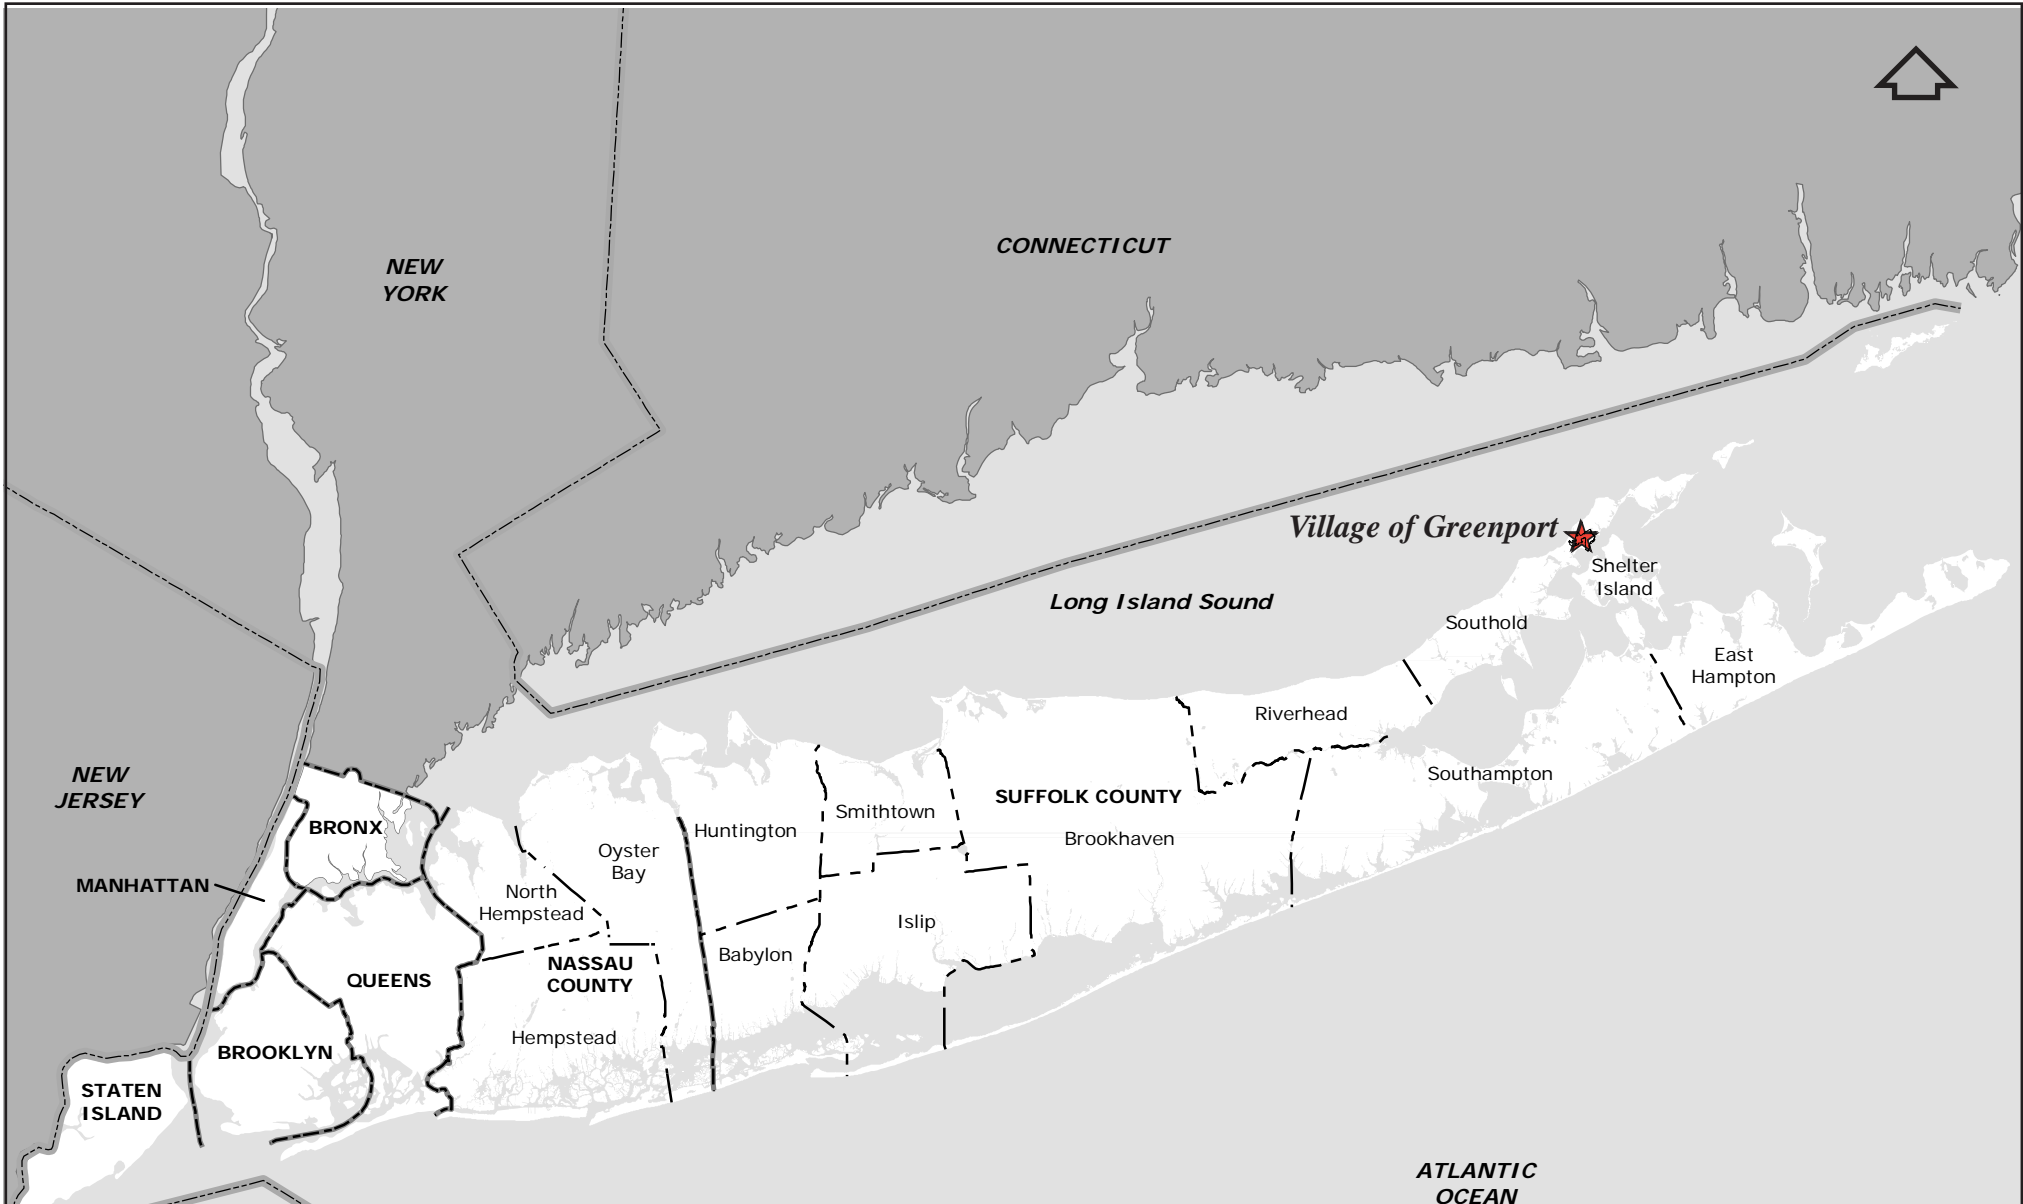 CONNECTICUT
NEW
YORK
Village of Greenport
Shelter
Island
Long Island Sound
Southold
East
Hampton
Riverhead
NEW
JERSEY
Southampton
SUFFOLK COUNTY
Smithtown
BRONX
Huntington
Brookhaven
Oyster
Bay
MANHATTAN
North
Hempstead
Islip
Babylon
NASSAU
COUNTY
QUEENS
Hempstead
BROOKLYN
STATEN
ISLAND
ATLANTIC
OCEAN